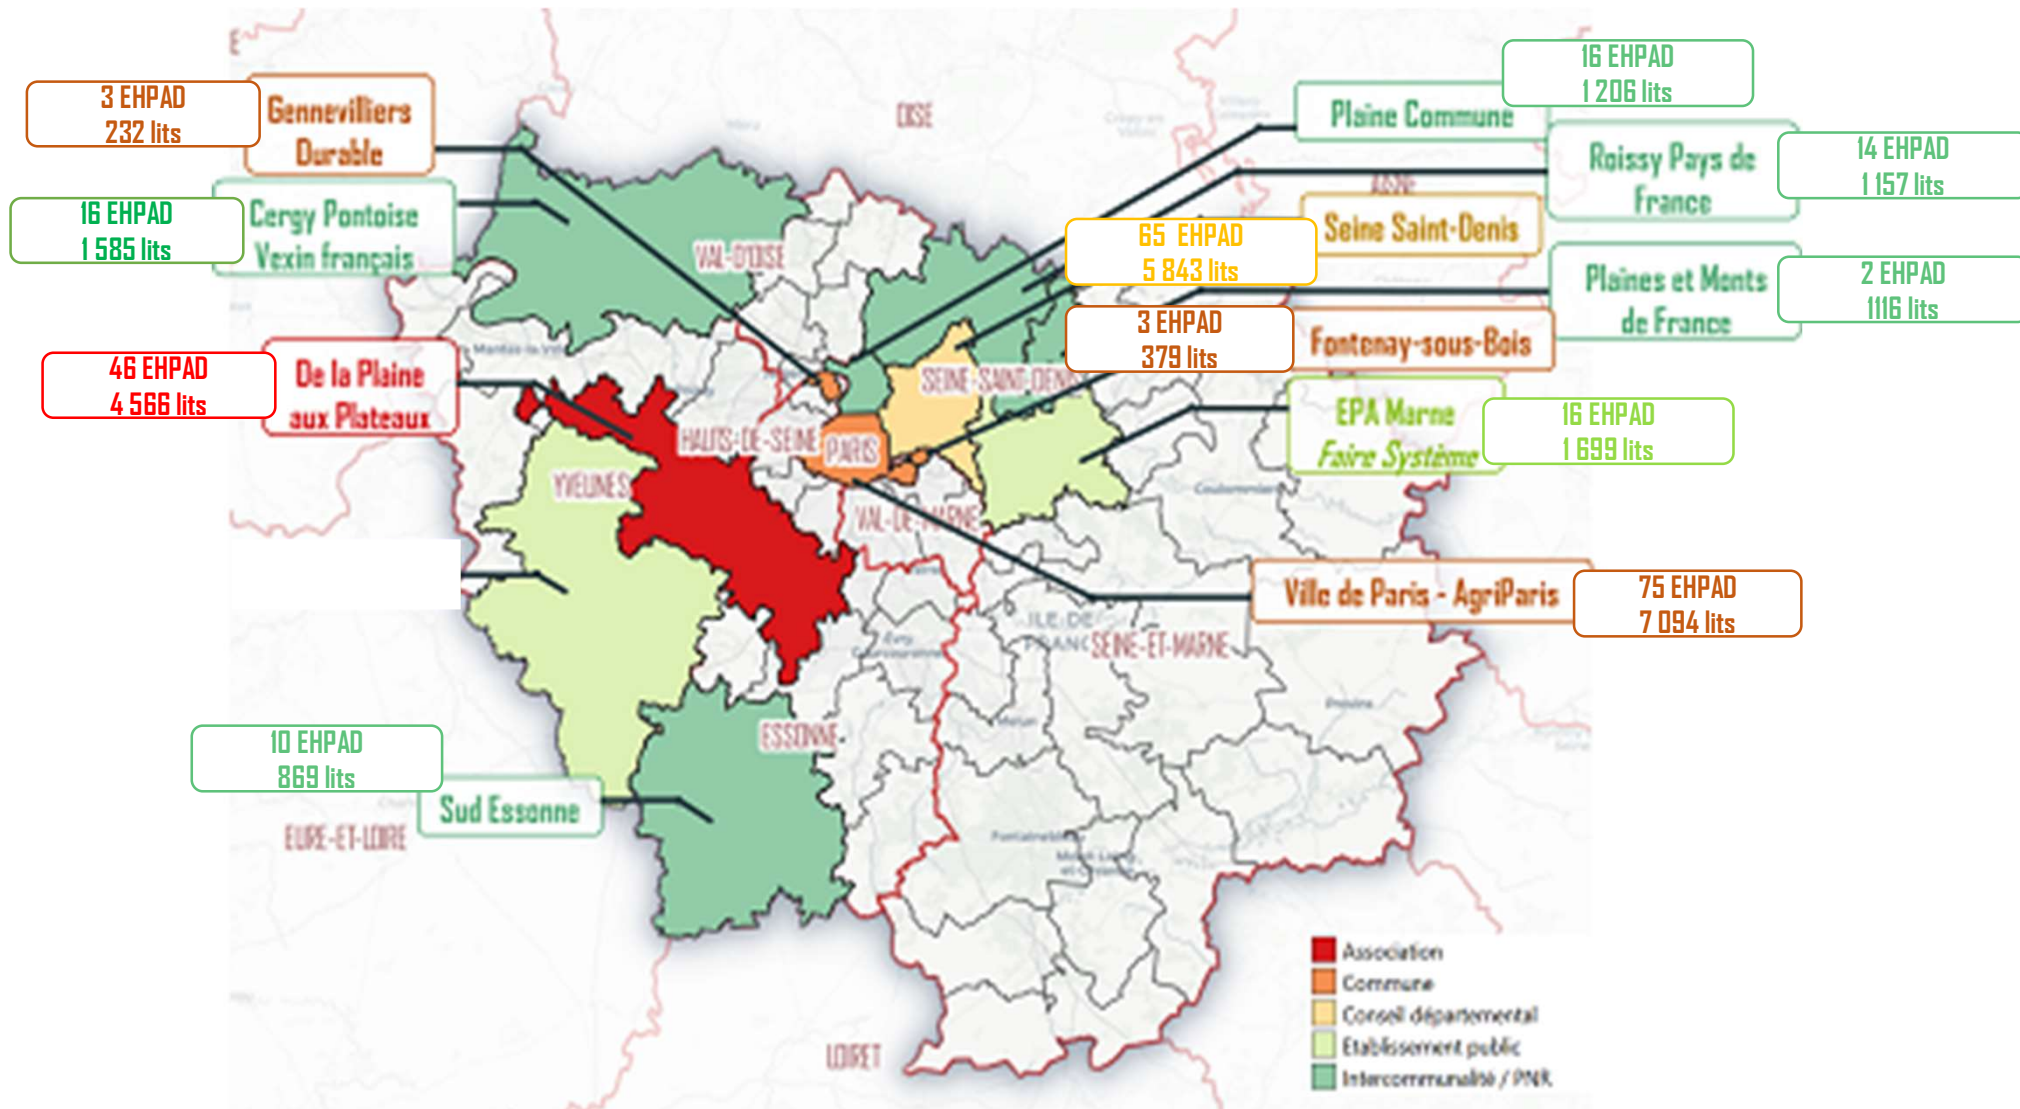 3 EHPAD
232 lits
Gennevilliers
Durable
16 EHPAD
1 585 lits
Cergy Pontoise
Vexin français
46 EHPAD
4 566 lits
De la Plaine
aux Plateaux
10 EHPAD
869 lits
Sud Essonne
16 EHPAD
1 206 lits
Plaine Commune
14 EHPAD
1 157 lits
Roissy Pays de
France
65 EHPAD
5 843 lits
Seine Saint-Denis
2 EHPAD
1116 lits
Plaines et Monts
de France
3 EHPAD
379 lits
Fontenay-sous-Bois
EPA Marne
Faire Système
16 EHPAD
1 699 lits
Ville de Paris - AgriParis
75 EHPAD
7 094 lits
OISE
AISNE
VAL-D'OISE
SEINE-SAINT-DENIS
HAUTS-DE-SEINE
PARIS
YVELINES
VAL-DE-MARNE
ILE DE
FRANC
SEINE-ET-MARNE
ESSONNE
EURE-ET-LOIRE
LOIRET
Melun
Provins
Association
Commune
Conseil départemental
Etablissement public
Intercommunalité / PNR